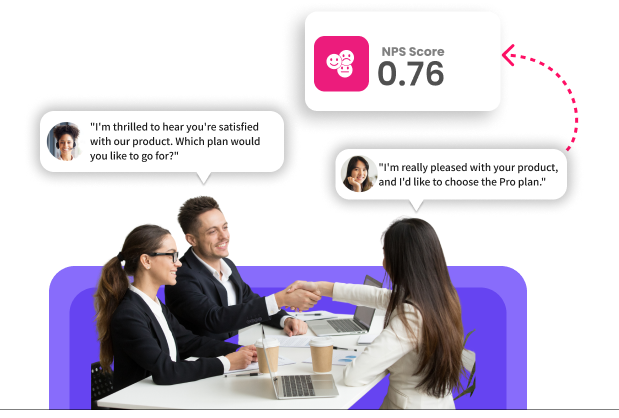 NPS Score
0.76
"I'm thrilled to hear you're satisfied
with our product. Which plan would
you like to go for?"
"I'm really pleased with your product,
and I'd like to choose the Pro plan."